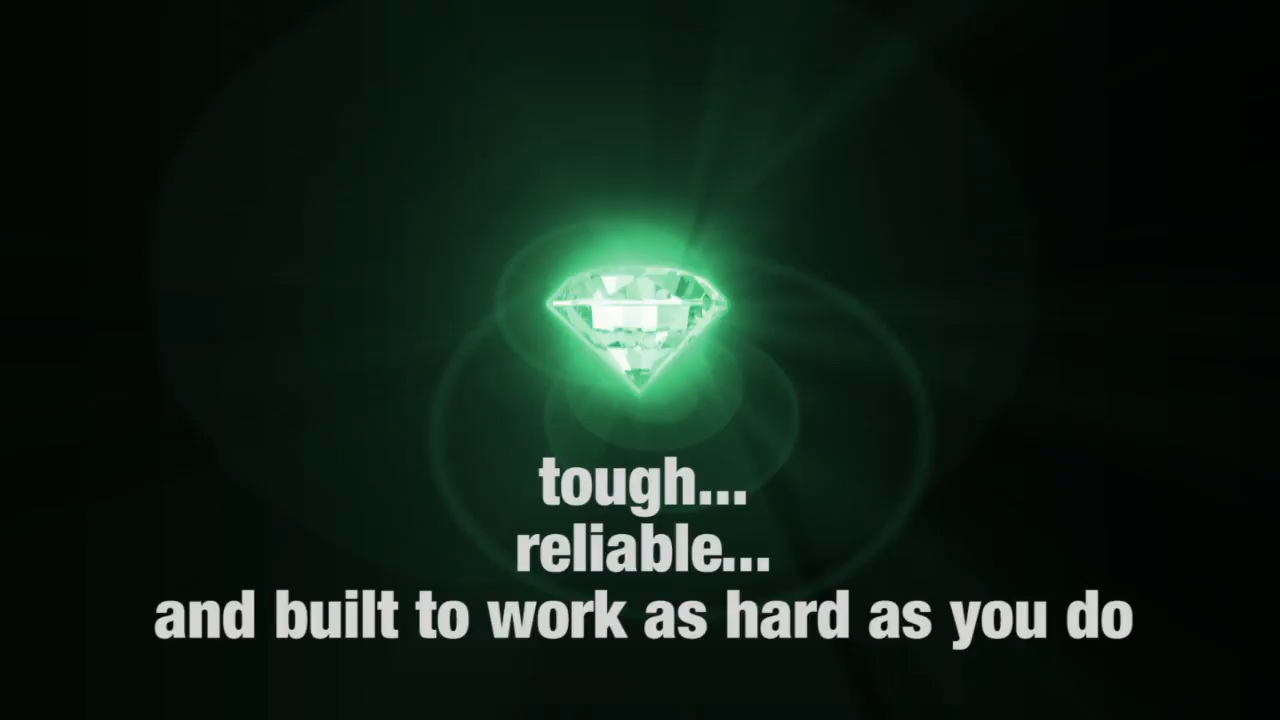 tough...
reliable...
and built to work as hard as you do